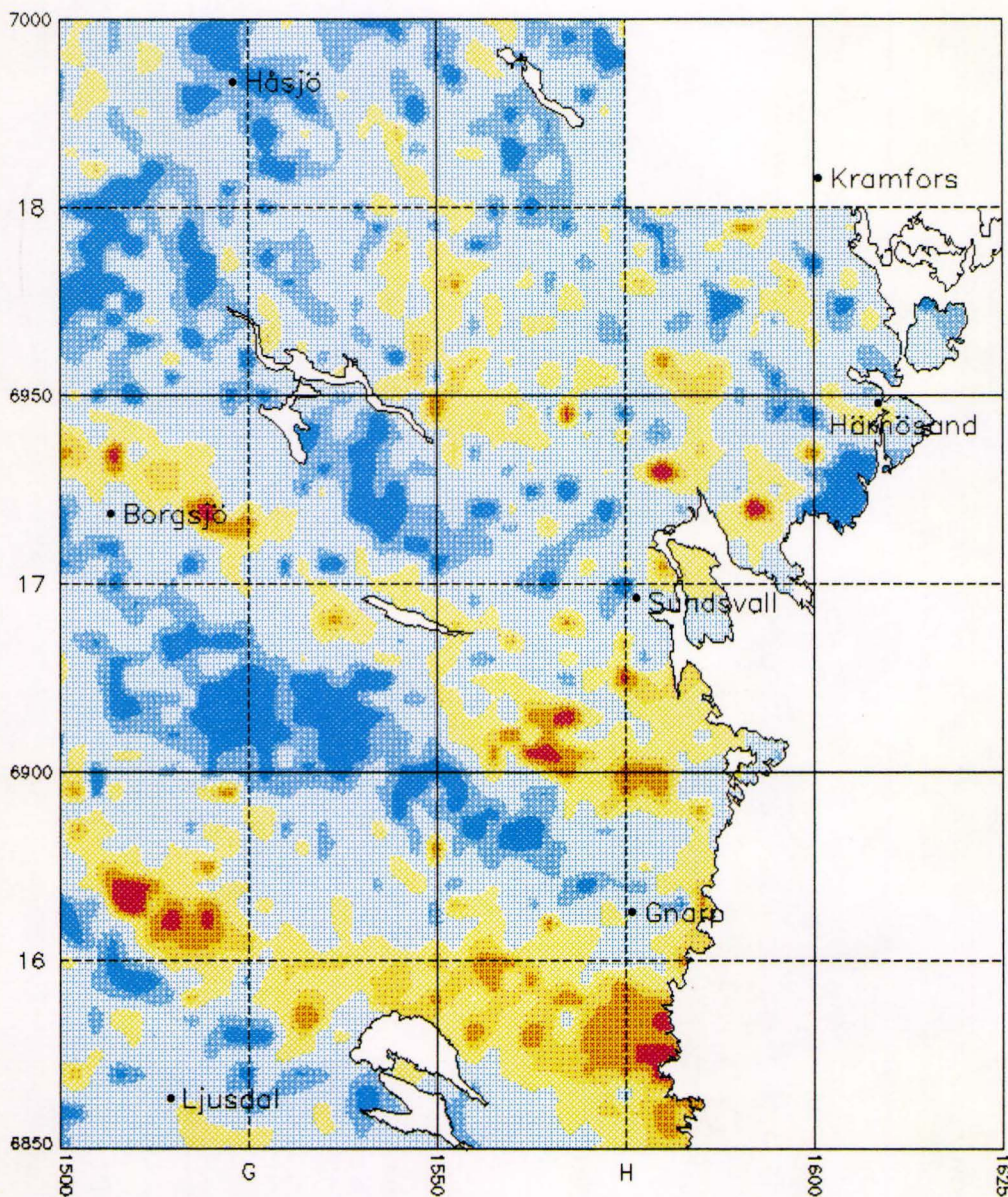 7000
Håsjö
Kramfors
18
6950
Härnösand
Borgsjö
17
Sundsvall
6900
Gnarp
16
Ljusdal
6850
1500
G
1550
H
1600
1625